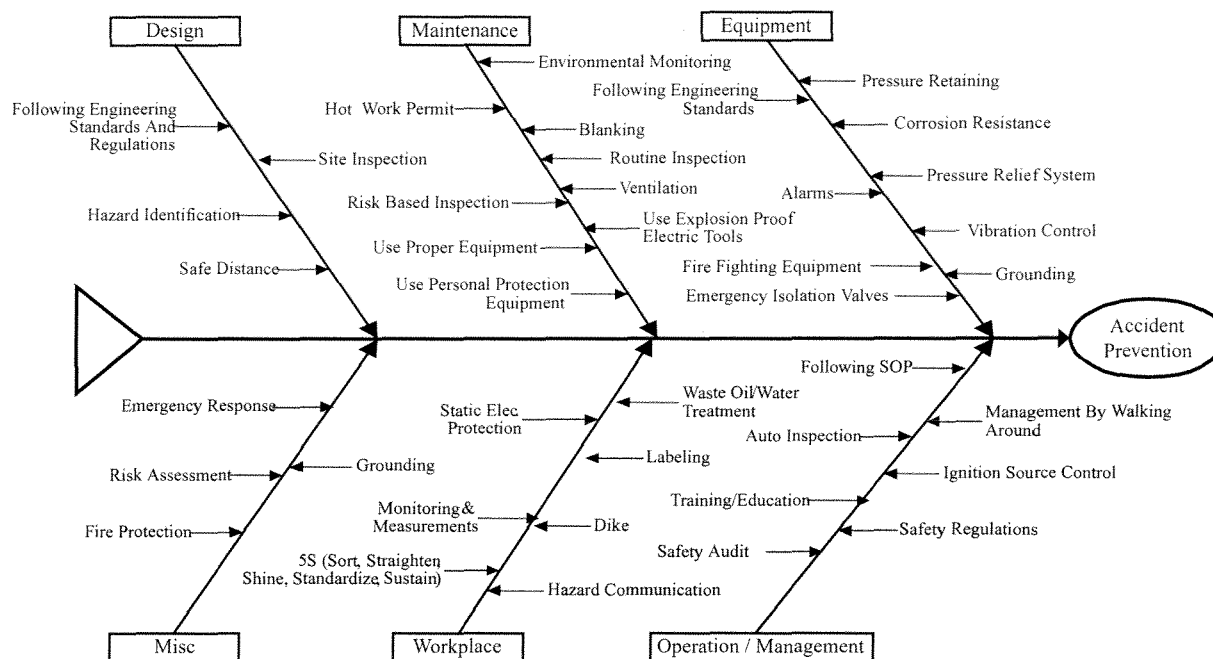 Design
Maintenance
Equipment
Following Engineering
Standards And
Regulations
Site Inspection
Hazard Identification
Safe Distance
Environmental Monitoring
Hot Work Permit
Blanking
Routine Inspection
Ventilation
Risk Based Inspection
Use Explosion Proof
Electric Tools
Use Proper Equipment
Use Personal Protection
Equipment
Pressure Retaining
Following Engineering
Standards
Corrosion Resistance
Pressure Relief System
Alarms
Vibration Control
Fire Fighting Equipment
Grounding
Emergency Isolation Valves
Accident
Prevention
Emergency Response
Grounding
Risk Assessment
Fire Protection
Waste Oil/Water
Treatment
Static Elec.
Protection
Labeling
Monitoring &
Measurements
Dike
5S (Sort, Straighten,
Shine, Standardize, Sustain)
Hazard Communication
Following SOP
Management By Walking
Around
Auto Inspection
Ignition Source Control
Training/Education
Safety Regulations
Safety Audit
Misc
Workplace
Operation / Management